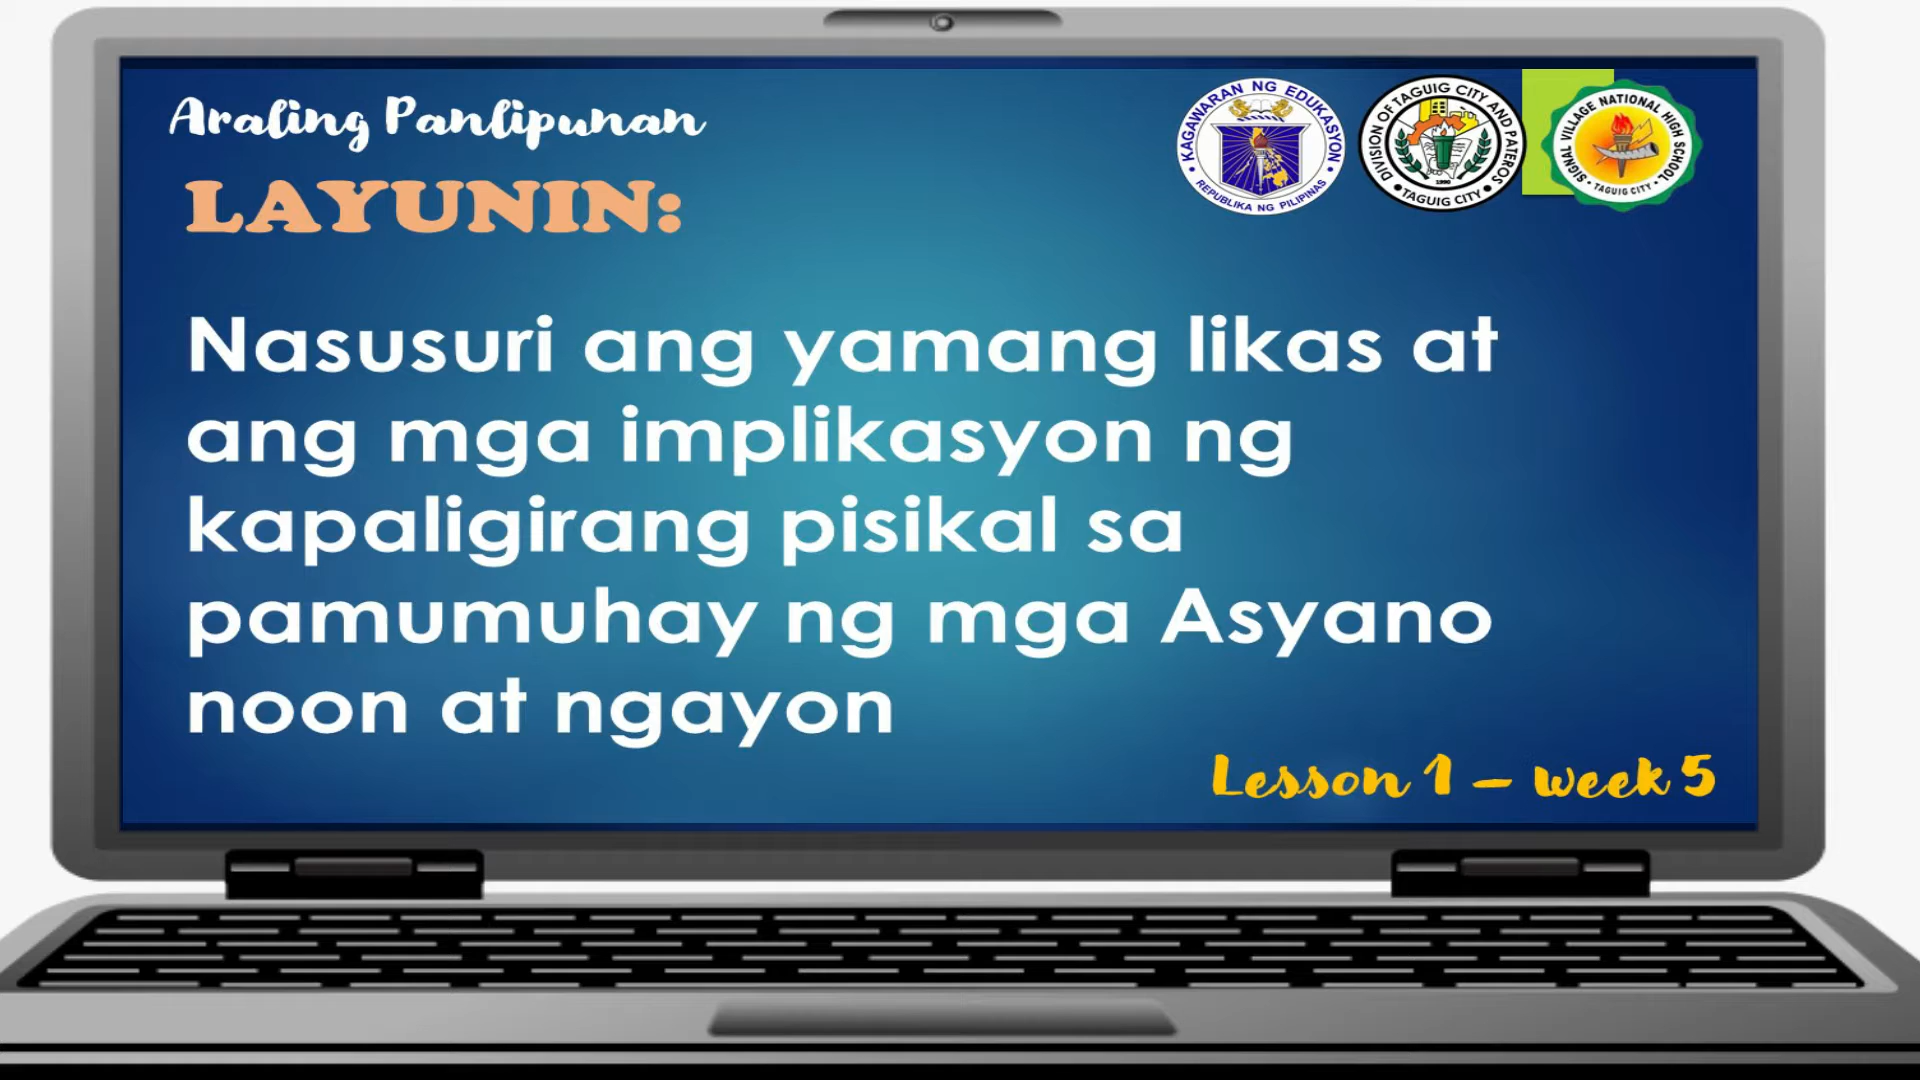 Araling Panlipunan
LAYUNIN:
KAGAWARAN NG EDUKASYON
REPUBLIKA NG PILIPINAS
DIVISION OF TAGUIG CITY AND PATEROS
1990
TAGUIG CITY
SIGNAL VILLAGE NATIONAL HIGH SCHOOL
TAGUIG CITY
Nasusuri ang yamang likas at
ang mga implikasyon ng
kapaligirang pisikal sa
pamumuhay ng mga Asyano
noon at ngayon
Lesson 1 – week 5